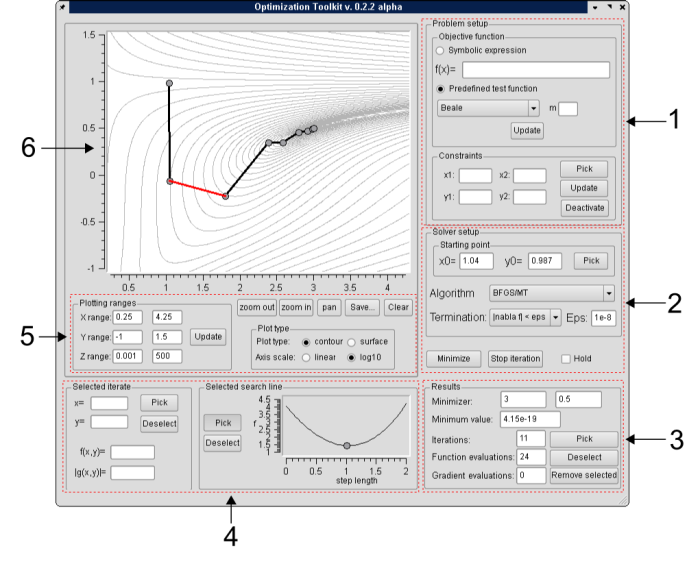 Optimization Toolkit v. 0.2.2 alpha
1.5
1
0.5
0
-0.5
-1
0.5 1 1.5 2 2.5 3 3.5 4
6
Problem setup
Objective function
Symbolic expression
f(x)=
Predefined test function
Beale m
Update
Constraints
x1: x2: Pick
Update
y1: y2:
Deactivate
1
Solver setup
Starting point
x0= 1.04 y0= 0.987 Pick
Algorithm BFGS/MT
Termination: |nabla f| < eps Eps: 1e-8
Minimize Stop iteration Hold
2
Plotting ranges
X range: 0.25 4.25
Y range: -1 1.5 Update
Z range: 0.001 500
zoom out zoom in pan Save... Clear
Plot type
Plot type: contour surface
Axis scale: linear log10
5
Selected iterate
x= Pick
y= Deselect
f(x,y)=
|g(x,y)|=
Selected search line
Pick
Deselect
f
4.5
4
3.5
3
2.5
2
1.5
1
0 0.5 1 1.5 2
step length
4
Results
Minimizer: 3 0.5
Minimum value: 4.15e-19
Iterations: 11 Pick
Function evaluations: 24 Deselect
Gradient evaluations: 0 Remove selected
3